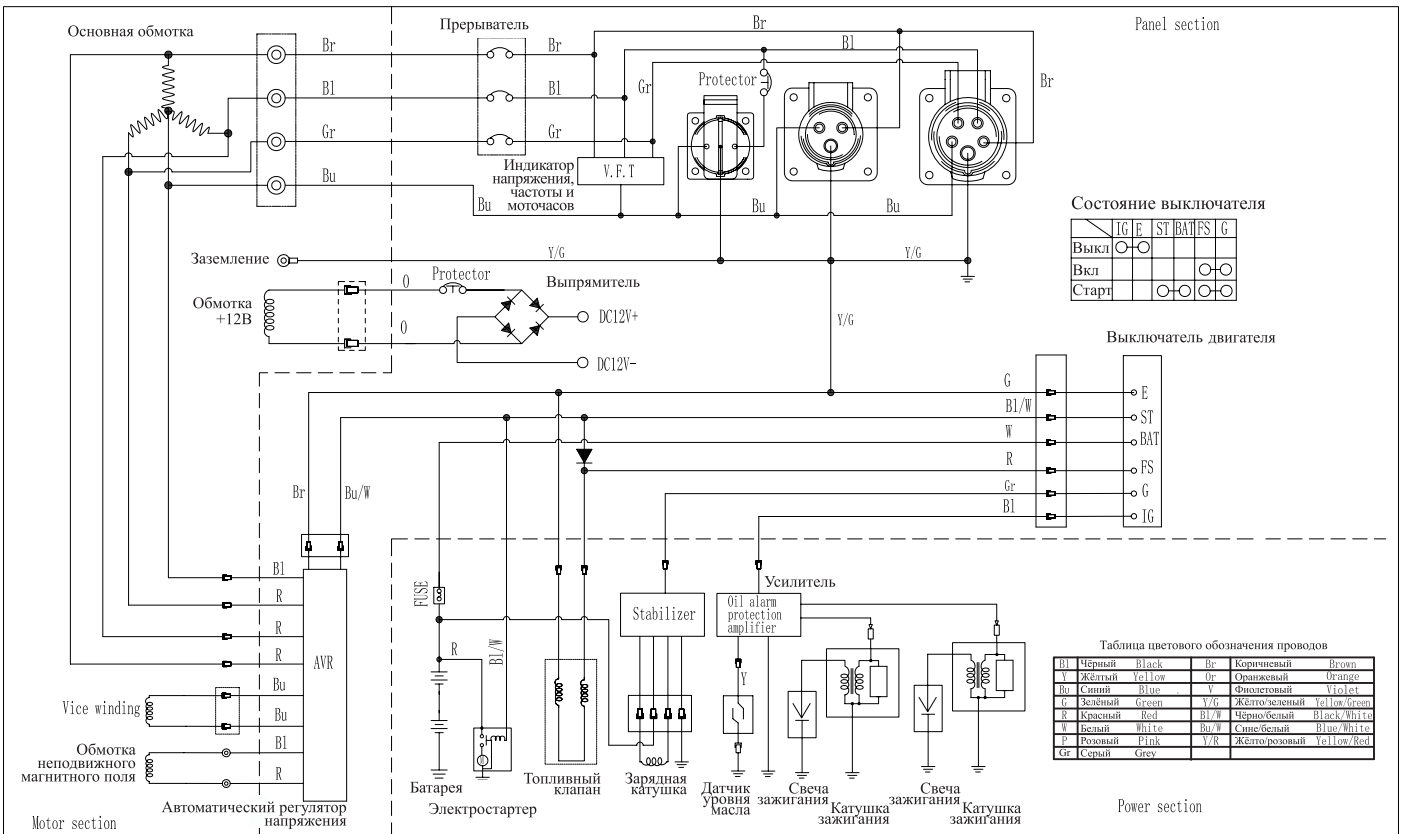 Основная обмотка
Прерыватель
Panel section
Br
Br
Br
Bl
Br
Bl
Bl
Gr
Protector
Gr
Gr
Bu
Индикатор
напряжения,
частоты и
моточасов
V.F.T
Bu
Bu
Bu
Состояние выключателя
IG E ST BAT FS G
Выкл
Вкл
Старт
Заземление
Y/G
Y/G
Обмотка
+12В
O
Protector
Выпрямитель
DC12V+
O
DC12V-
Y/G
Выключатель двигателя
G
E
Bl/W
ST
W
BAT
R
FS
Gr
G
Bl
IG
Br
Bu/W
Bl
R
R
R
AVR
Bu
Vice winding
Bu
Bl
Обмотка
неподвижного
магнитного поля
R
Автоматический регулятор
напряжения
Motor section
FUSE
R
Bl/W
Батарея
Электростартер
Топливный
клапан
Stabilizer
Зарядная
катушка
Усилитель
Oil alarm
protection
amplifier
Y
Датчик
уровня
масла
Свеча
зажигания
Катушка
зажигания
Свеча
зажигания
Катушка
зажигания
Таблица цветового обозначения проводов
Bl Чёрный Black Br Коричневый Brown
Y Жёлтый Yellow Or Оранжевый Orange
Bu Синий Blue V Фиолетовый Violet
G Зелёный Green Y/G Жёлто/зеленый Yellow/Green
R Красный Red Bl/W Чёрно/белый Black/White
W Белый White Bu/W Сине/белый Blue/White
P Розовый Pink Y/R Жёлто/розовый Yellow/Red
Gr Серый Grey
Power section